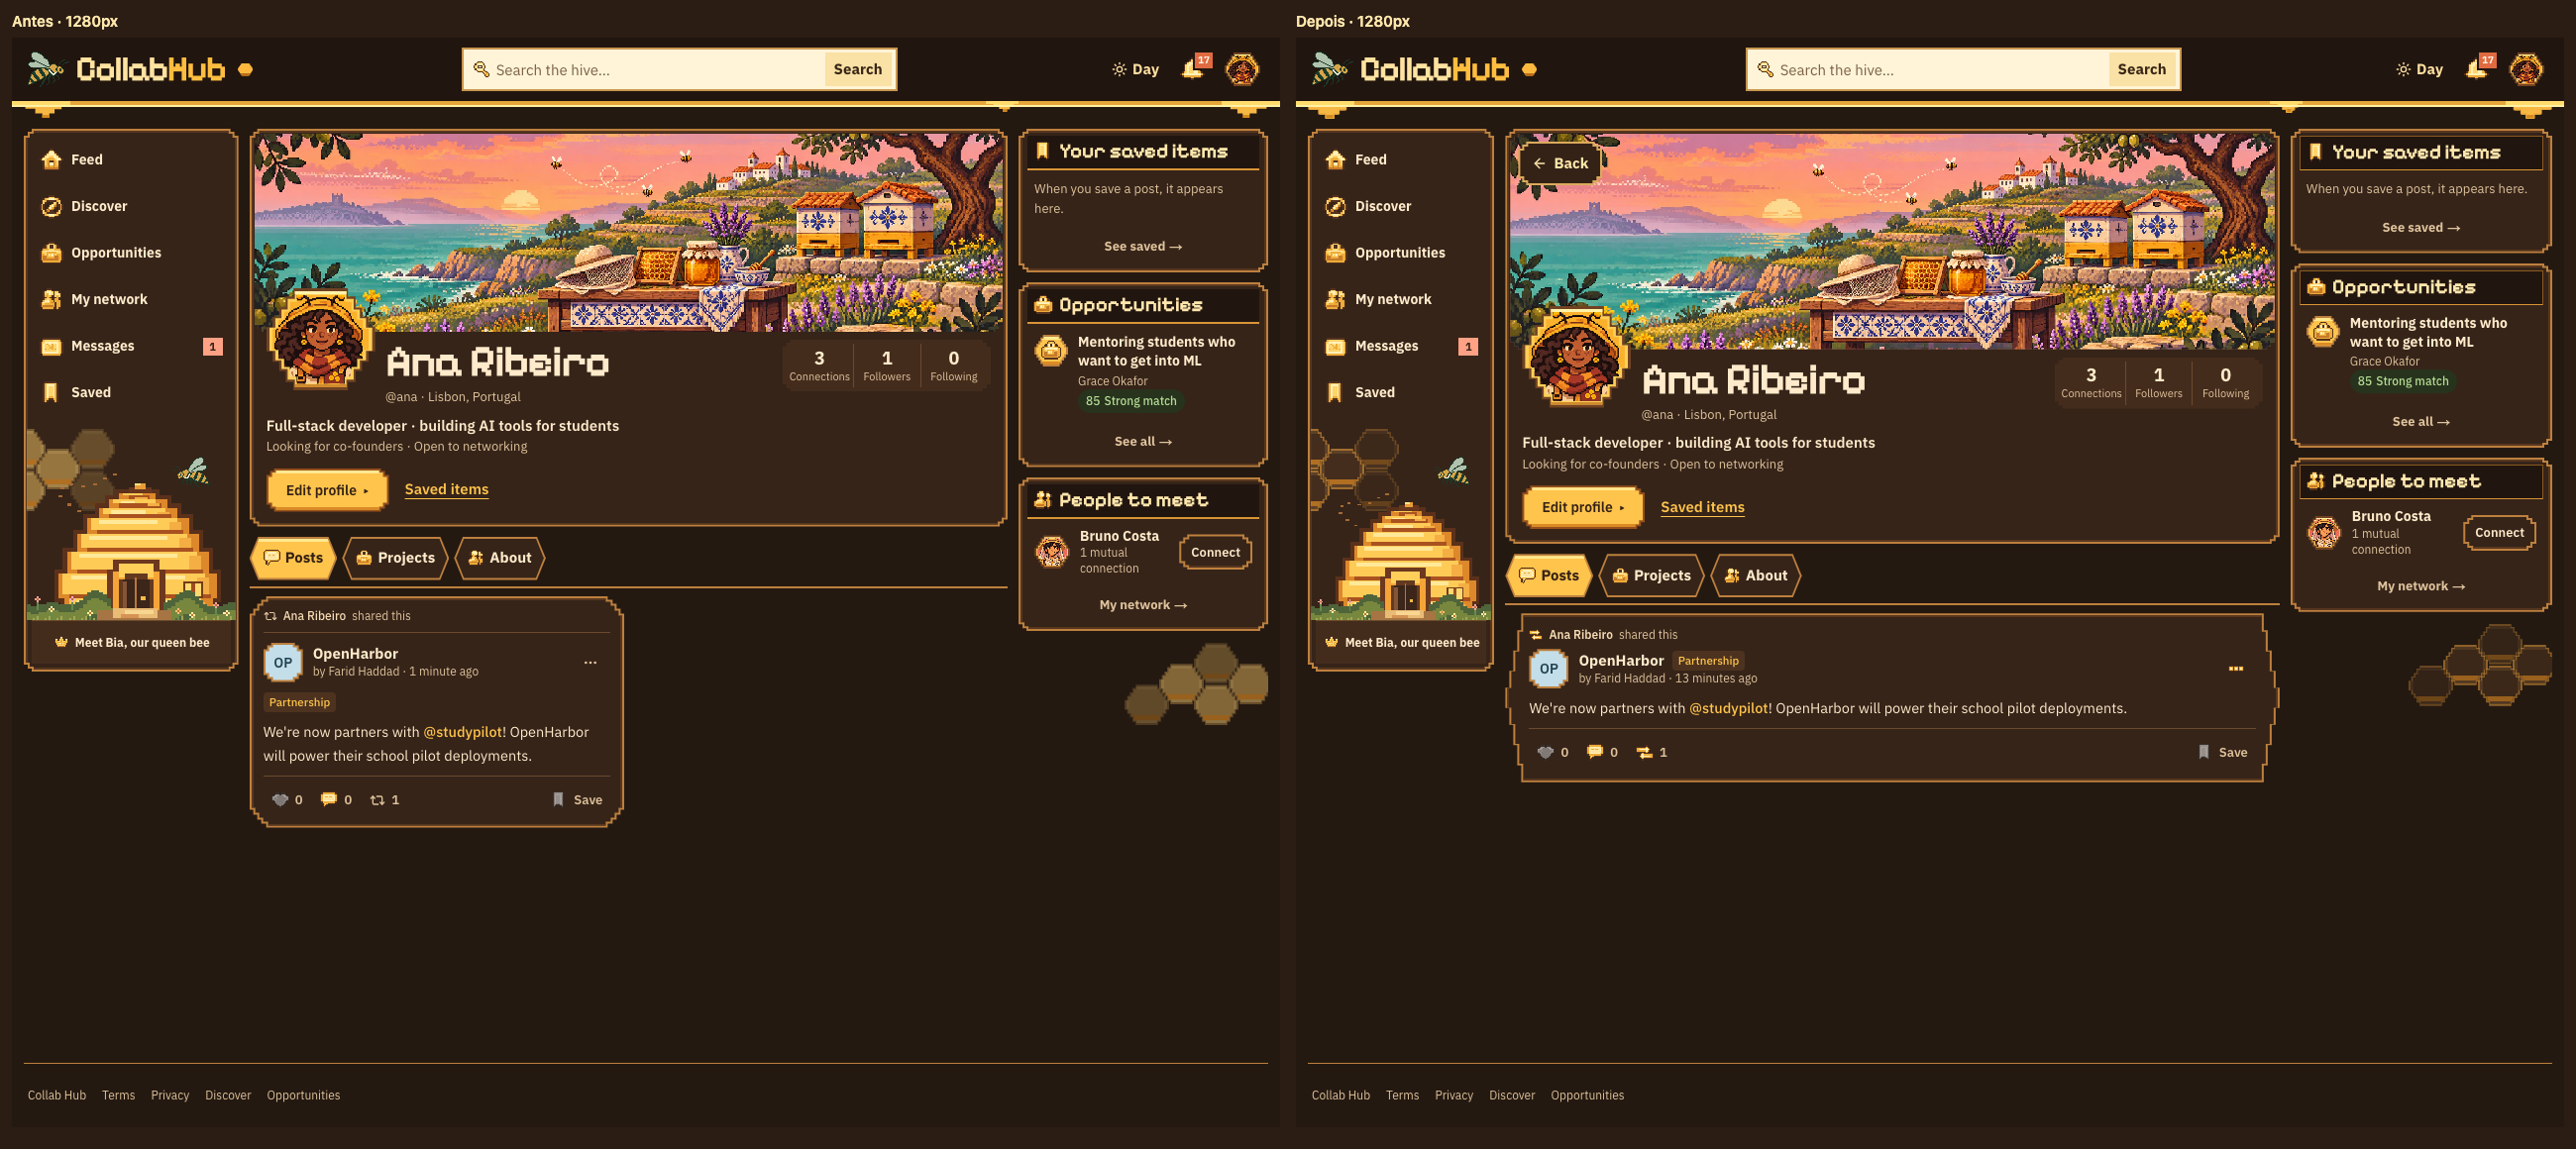 Antes · 1280px
CollabHub
Search the hive...
Search
Day
17
Feed
Discover
Opportunities
My network
Messages
1
Saved
Meet Bia, our queen bee
Ana Ribeiro
@ana · Lisbon, Portugal
3
Connections
1
Followers
0
Following
Full-stack developer · building AI tools for students
Looking for co-founders · Open to networking
Edit profile ▸
Saved items
Posts
Projects
About
Ana Ribeiro shared this
OP
OpenHarbor
by Farid Haddad · 1 minute ago
...
Partnership
We're now partners with @studypilot! OpenHarbor
will power their school pilot deployments.
0
0
1
Save
Your saved items
When you save a post, it appears
here.
See saved →
Opportunities
Mentoring students who
want to get into ML
Grace Okafor
85 Strong match
See all →
People to meet
Bruno Costa
1 mutual
connection
Connect
My network →
Collab Hub Terms Privacy Discover Opportunities
Depois · 1280px
CollabHub
Search the hive...
Search
Day
17
Feed
Discover
Opportunities
My network
Messages
1
Saved
Meet Bia, our queen bee
← Back
Ana Ribeiro
@ana · Lisbon, Portugal
3
Connections
1
Followers
0
Following
Full-stack developer · building AI tools for students
Looking for co-founders · Open to networking
Edit profile ▸
Saved items
Posts
Projects
About
Ana Ribeiro shared this
OP
OpenHarbor Partnership
by Farid Haddad · 13 minutes ago
...
We're now partners with @studypilot! OpenHarbor will power their school pilot deployments.
0
0
1
Save
Your saved items
When you save a post, it appears here.
See saved →
Opportunities
Mentoring students who
want to get into ML
Grace Okafor
85 Strong match
See all →
People to meet
Bruno Costa
1 mutual
connection
Connect
My network →
Collab Hub Terms Privacy Discover Opportunities